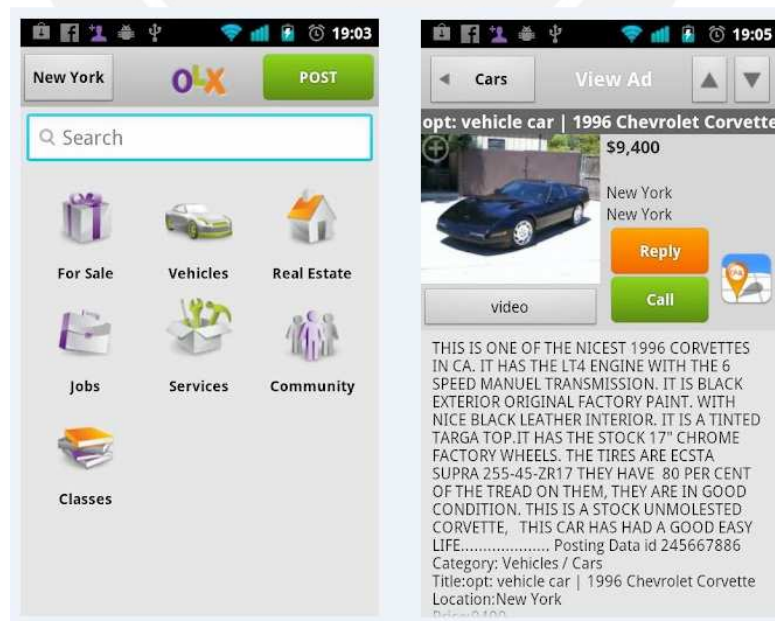 19:03
New York
OLX
POST
Search
For Sale
Vehicles
Real Estate
Jobs
Services
Community
Classes
19:05
Cars
View Ad
opt: vehicle car | 1996 Chevrolet Corvette
$9,400
New York
New York
Reply
Call
video
THIS IS ONE OF THE NICEST 1996 CORVETTES
IN CA. IT HAS THE LT4 ENGINE WITH THE 6
SPEED MANUEL TRANSMISSION. IT IS BLACK
EXTERIOR ORIGINAL FACTORY PAINT. WITH
NICE BLACK LEATHER INTERIOR. IT IS A TINTED
TARGA TOP.IT HAS THE STOCK 17" CHROME
FACTORY WHEELS. THE TIRES ARE ECSTA
SUPRA 255-45-ZR17 THEY HAVE 80 PER CENT
OF THE TREAD ON THEM, THEY ARE IN GOOD
CONDITION. THIS IS A STOCK UNMOLESTED
CORVETTE, THIS CAR HAS HAD A GOOD EASY
LIFE.................... Posting Data id 245667886
Category: Vehicles / Cars
Title:opt: vehicle car | 1996 Chevrolet Corvette
Location:New York
Price:9400